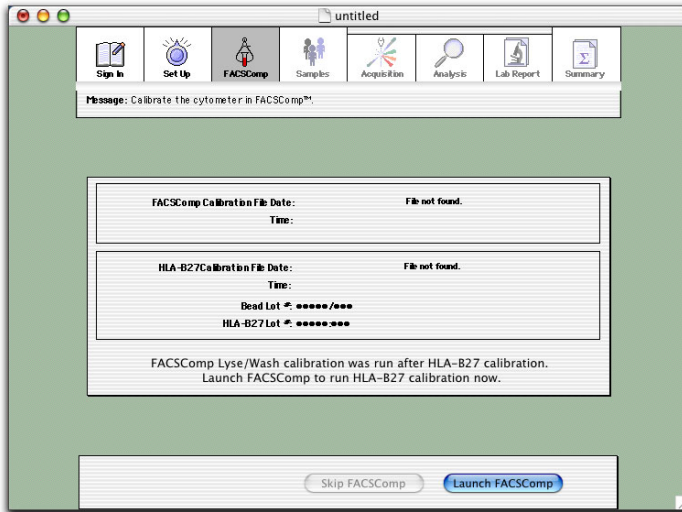 untitled
Sign In Set Up FACSComp Samples Acquisition Analysis Lab Report Summary
Message: Calibrate the cytometer in FACSComp™.
FACSComp Calibration File Date: File not found.
Time:
HLA-B27Calibration File Date: File not found.
Time:
Bead Lot #: •••••/•••
HLA-B27 Lot #: •••••:•••
FACSComp Lyse/Wash calibration was run after HLA-B27 calibration.
Launch FACSComp to run HLA-B27 calibration now.
Skip FACSComp Launch FACSComp